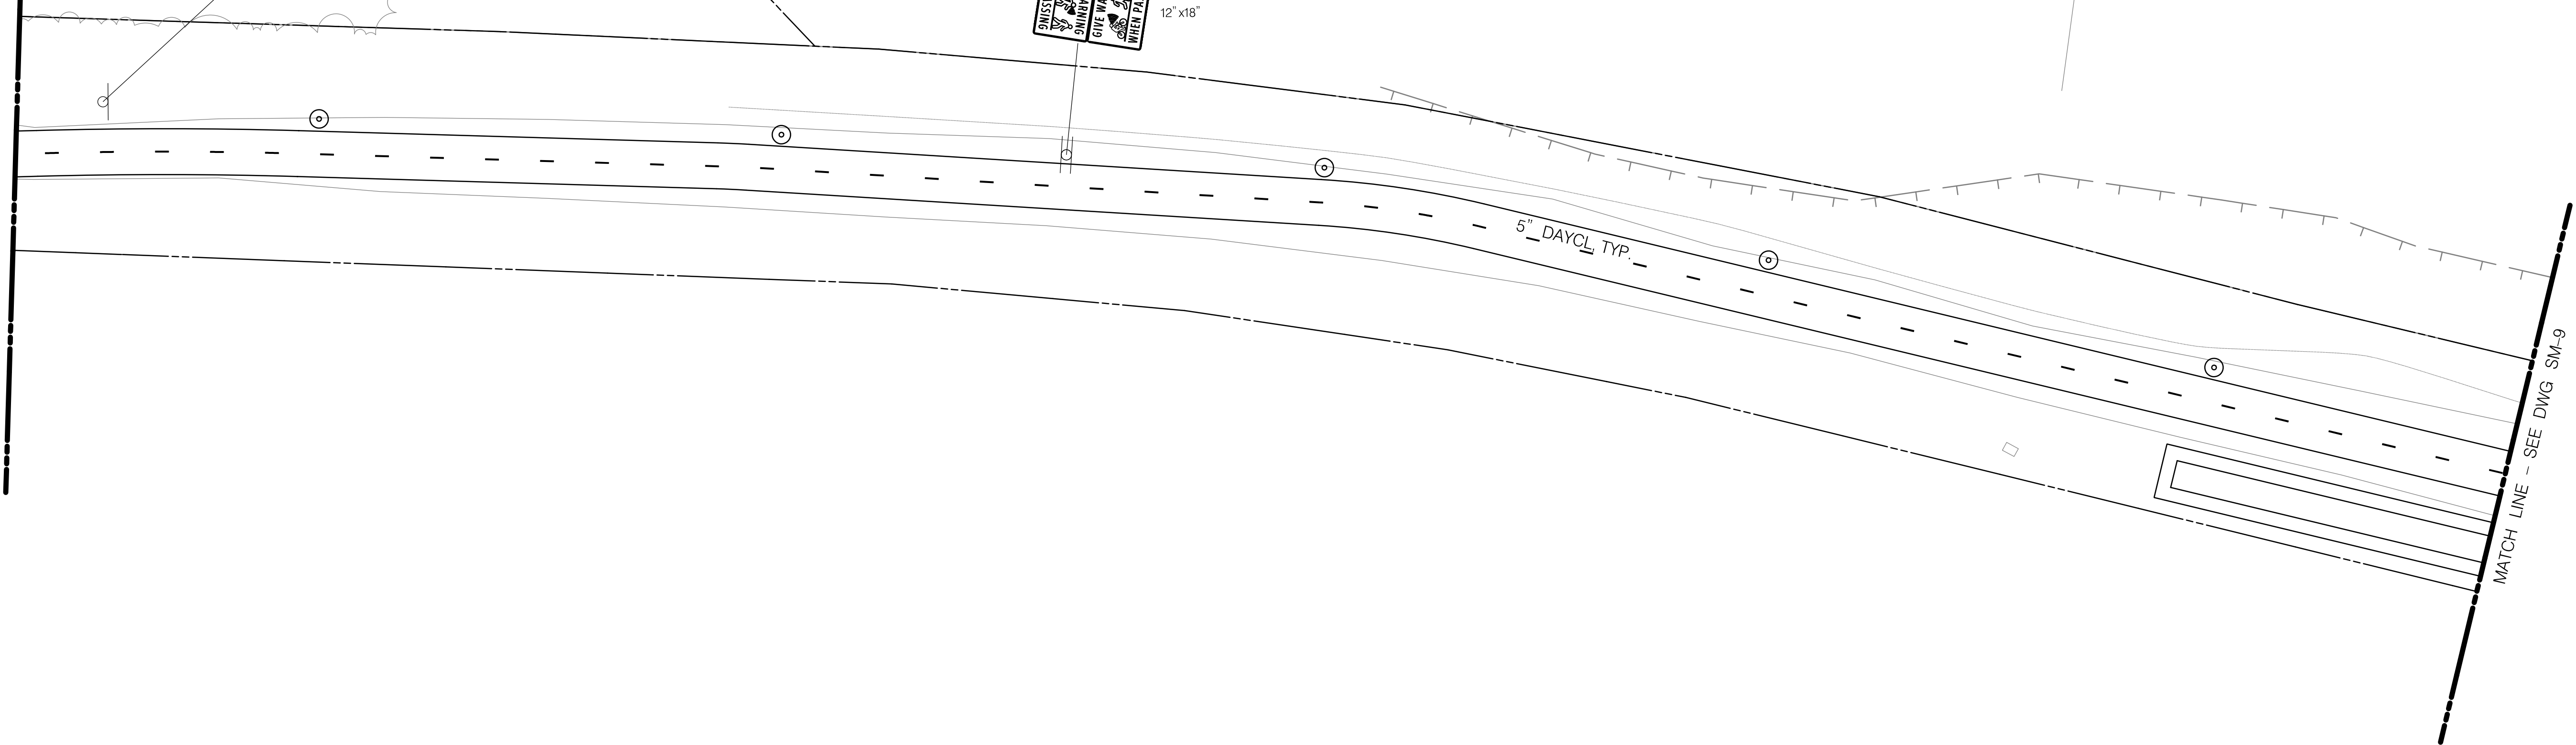 SSING
ARNING
GIVE WA
WHEN PA
12"x18"
5" DAYCL, TYP.
MATCH LINE – SEE DWG SM–9